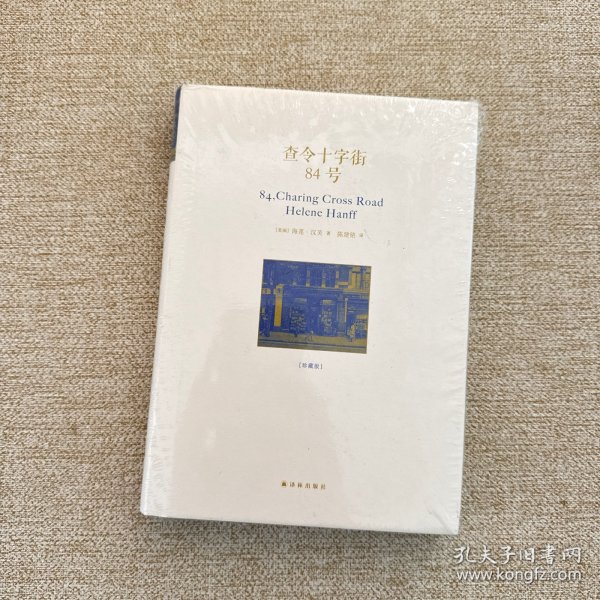 查令十字街
84号
84,Charing Cross Road
Helene Hanff
[美国] 海莲·汉芙 著 陈建铭 译
[珍藏版]
译林出版社
孔夫子旧书网
www.kongfz.com